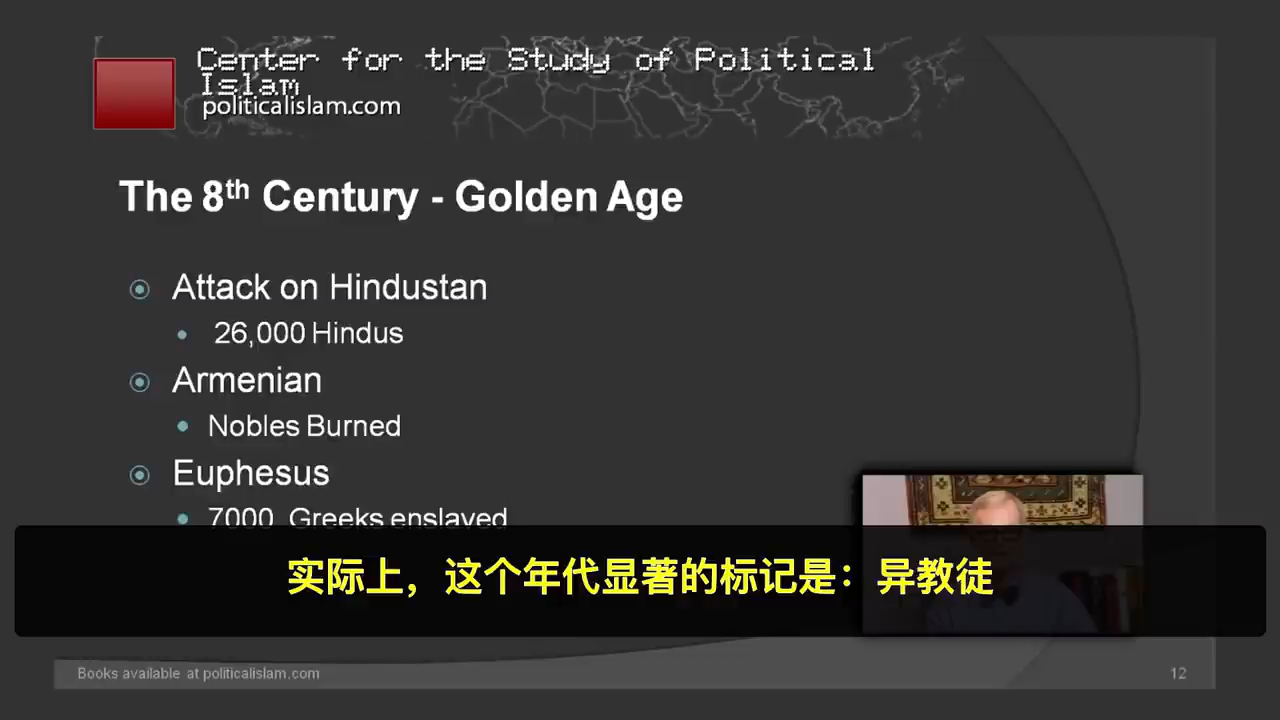 Center for the Study of Political
Islam
politicalislam.com
The 8th Century - Golden Age
Attack on Hindustan
26,000 Hindus
Armenian
Nobles Burned
Euphesus
7000 Greeks enslaved
实际上，这个年代显著的标记是：异教徒
Books available at politicalislam.com
12